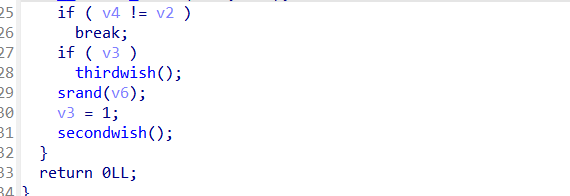 25 if ( v4 != v2 )
26 break;
27 if ( v3 )
28 thirdwish();
29 srand(v6);
30 v3 = 1;
31 secondwish();
32 }
33 return 0LL;
34 }